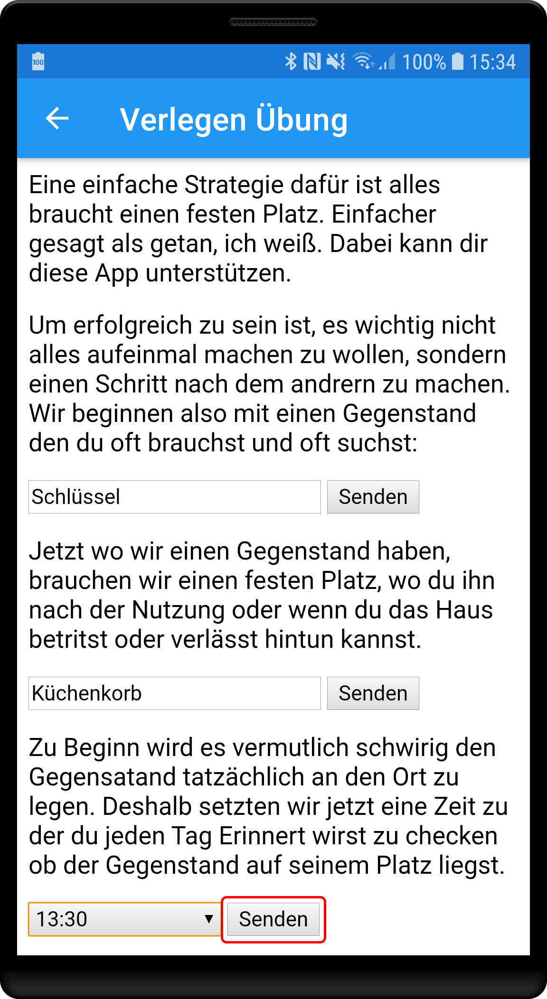 100
100% 15:34
Verlegen Übung
Eine einfache Strategie dafür ist alles
braucht einen festen Platz. Einfacher
gesagt als getan, ich weiß. Dabei kann dir
diese App unterstützen.
Um erfolgreich zu sein ist, es wichtig nicht
alles aufeinmal machen zu wollen, sondern
einen Schritt nach dem andrern zu machen.
Wir beginnen also mit einen Gegenstand
den du oft brauchst und oft suchst:
Schlüssel Senden
Jetzt wo wir einen Gegenstand haben,
brauchen wir einen festen Platz, wo du ihn
nach der Nutzung oder wenn du das Haus
betritst oder verlässt hintun kannst.
Küchenkorb Senden
Zu Beginn wird es vermutlich schwirig den
Gegensatand tatzächlich an den Ort zu
legen. Deshalb setzten wir jetzt eine Zeit zu
der du jeden Tag Erinnert wirst zu checken
ob der Gegenstand auf seinem Platz liegst.
13:30 Senden